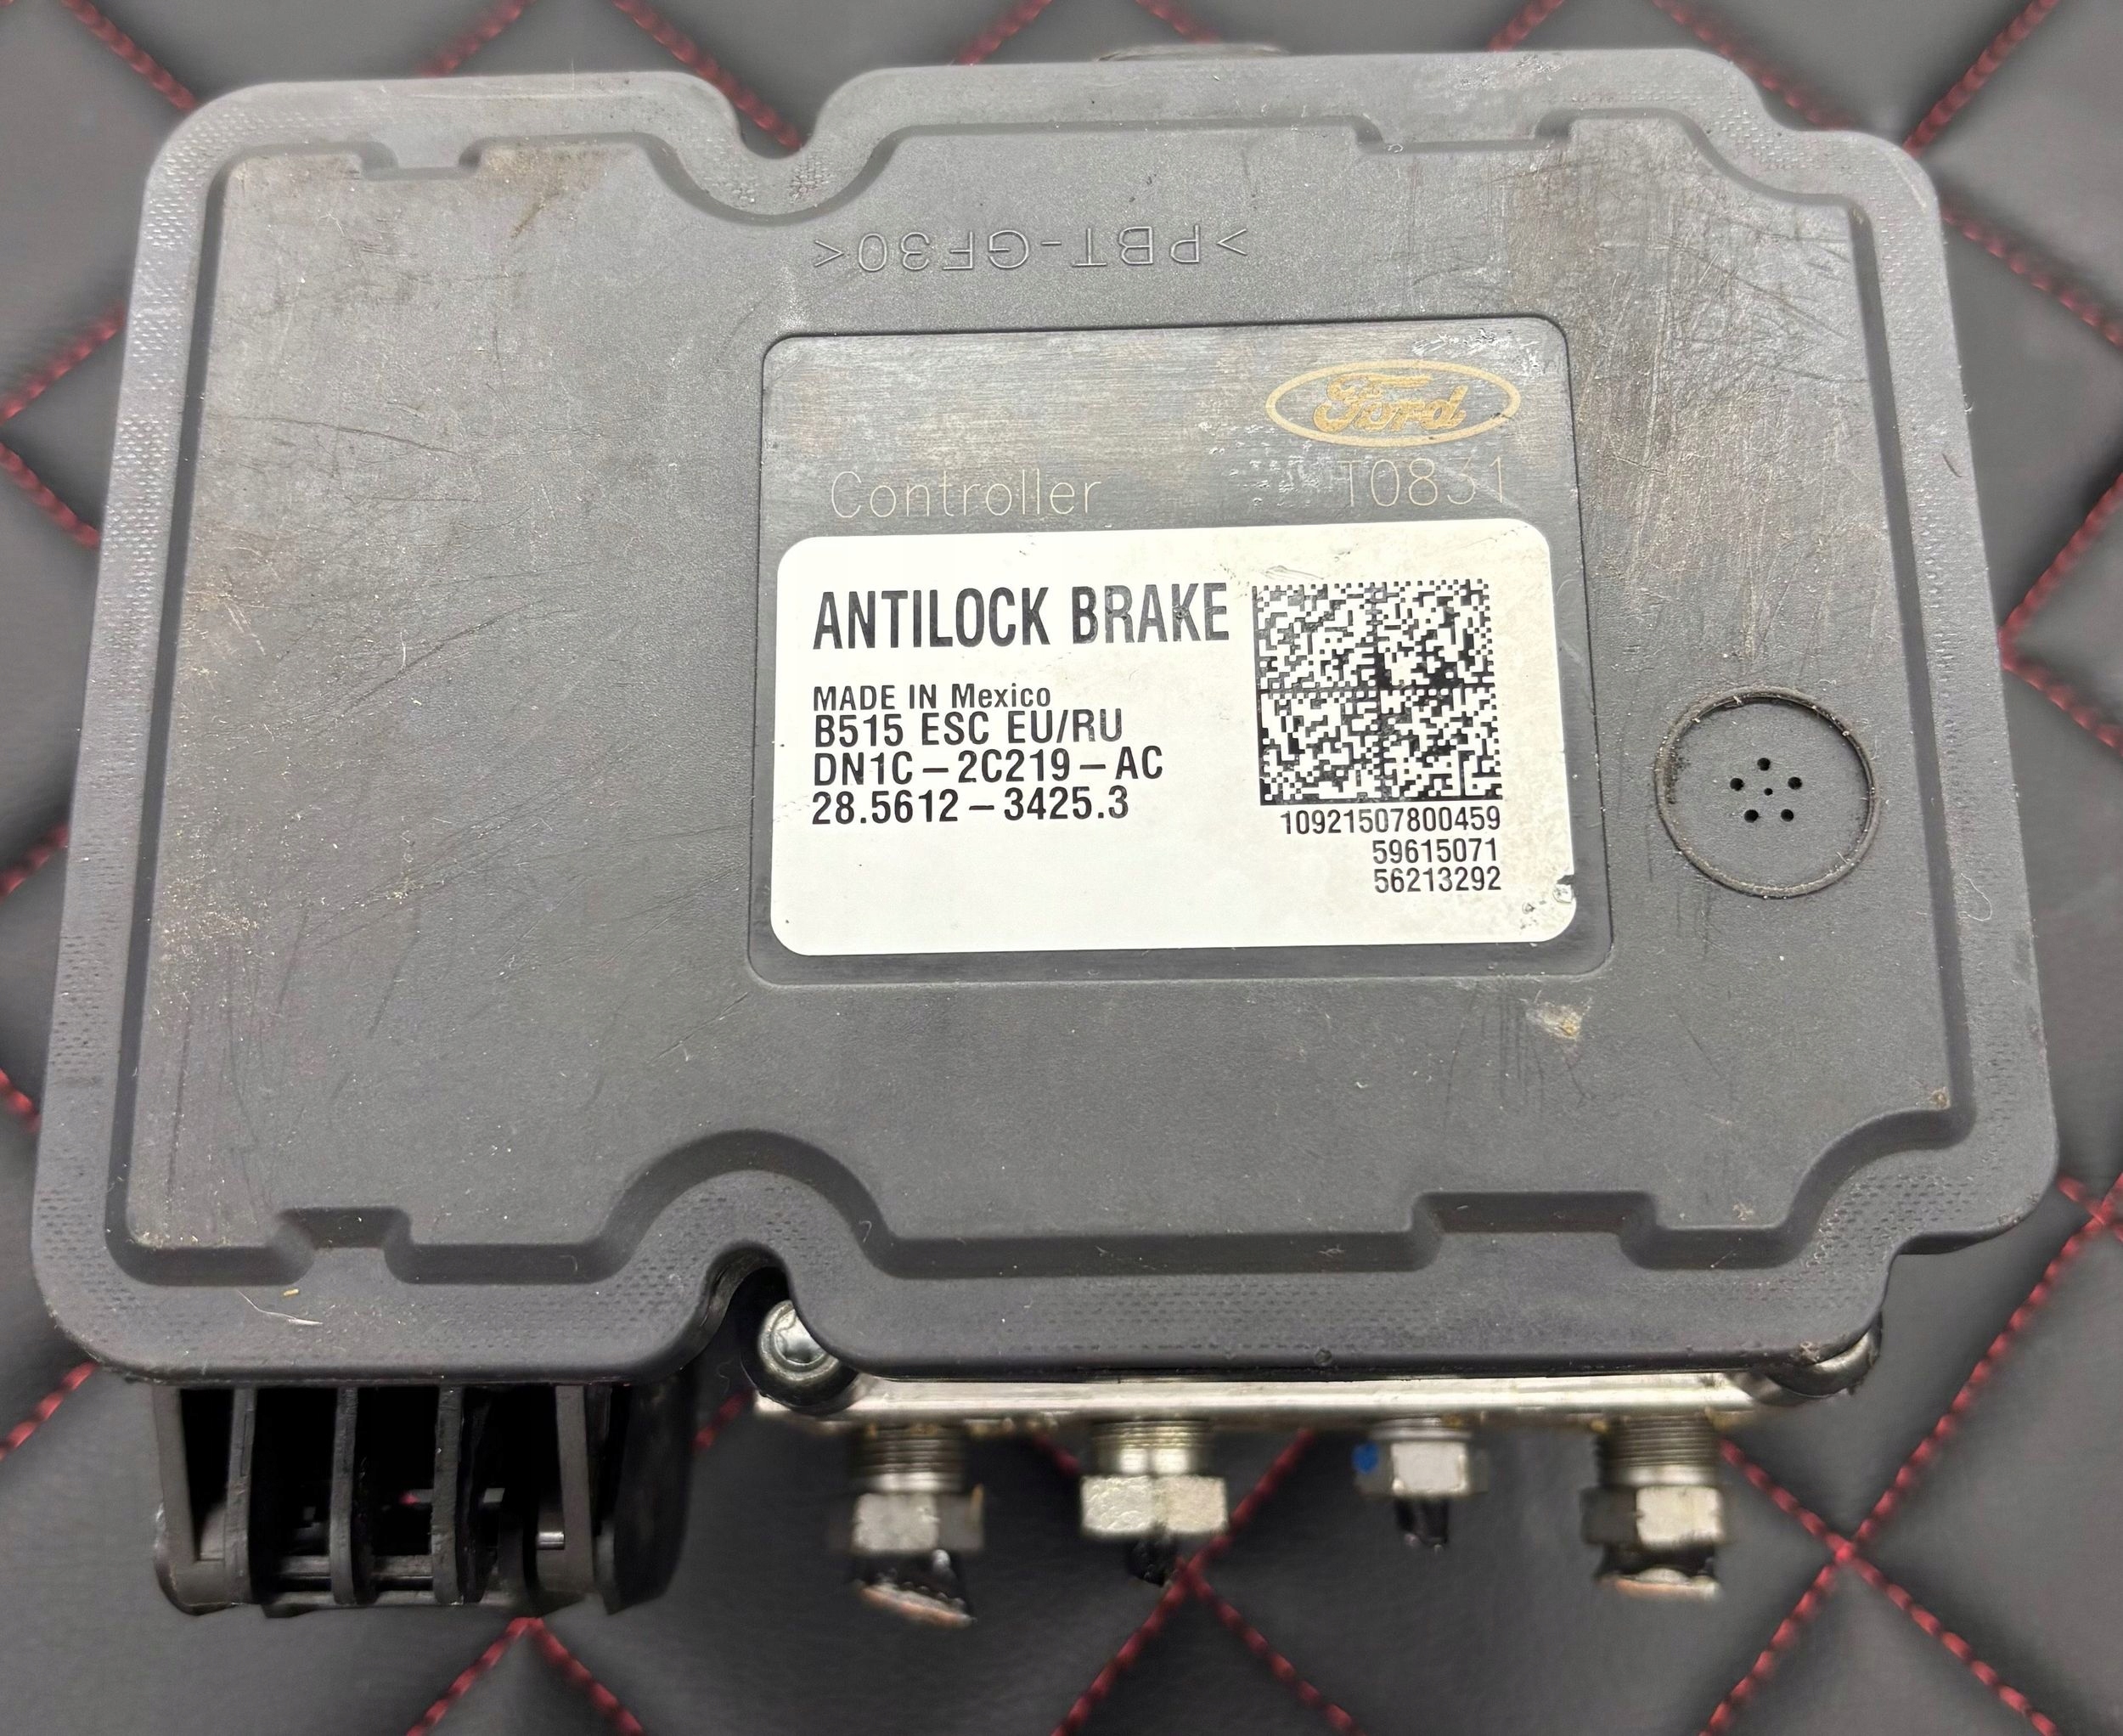 >PBT-GF30<
Ford
Controller T0831
ANTILOCK BRAKE
MADE IN Mexico
B515 ESC EU/RU
DN1C-2C219-AC
28.5612-3425.3
10921507800459
59615071
56213292